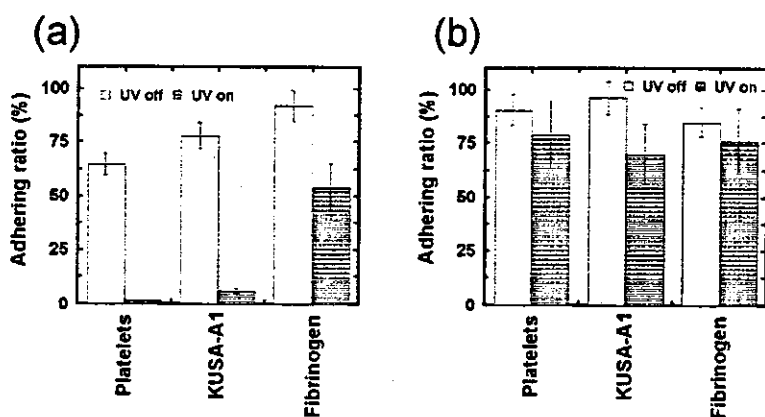 (a)
Adhering ratio (%)
100
75
50
25
0
UV off UV on
Platelets
KUSA-A1
Fibrinogen
(b)
Adhering ratio (%)
100
75
50
25
0
UV off UV on
Platelets
KUSA-A1
Fibrinogen